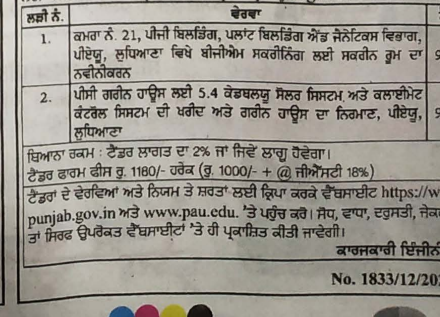 ਲੜੀ ਨੰ. ਵੇਰਵਾ
1. ਕਮਰਾ ਨੰ. 21, ਪੀਜੀ ਬਿਲਡਿੰਗ, ਪਲਾਂਟ ਬਿਲਡਿੰਗ ਐਂਡ ਜੈਨੇਟਿਕਸ ਵਿਭਾਗ,
ਪੀਏਯੂ, ਲੁਧਿਆਣਾ ਵਿਖੇ ਬੀਜੀਐਮ ਸਕਰੀਨਿੰਗ ਲਈ ਸਕਰੀਨ ਰੂਮ ਦਾ
ਨਵੀਨੀਕਰਨ
2. ਪੀਸੀ ਗਰੀਨ ਹਾਊਸ ਲਈ 5.4 ਕੇਡਬਲਯੂ ਸੋਲਰ ਸਿਸਟਮ ਅਤੇ ਕਲਾਈਮੇਟ
ਕੰਟਰੋਲ ਸਿਸਟਮ ਦੀ ਖਰੀਦ ਅਤੇ ਗਰੀਨ ਹਾਊਸ ਦਾ ਨਿਰਮਾਣ, ਪੀਏਯੂ,
ਲੁਧਿਆਣਾ
ਬਿਆਨਾ ਰਕਮ : ਟੈਂਡਰ ਲਾਗਤ ਦਾ 2% ਜਾਂ ਜਿਵੇਂ ਲਾਗੂ ਹੋਵੇਗਾ।
ਟੈਂਡਰ ਫਾਰਮ ਫੀਸ ਰੁ. 1180/- ਹਰੇਕ (ਰੁ. 1000/- + @ ਜੀਐਸਟੀ 18%)
ਟੈਂਡਰਾਂ ਦੇ ਵੇਰਵਿਆਂ ਅਤੇ ਨਿਯਮ ਤੇ ਸ਼ਰਤਾਂ ਲਈ ਕ੍ਰਿਪਾ ਕਰਕੇ ਵੈੱਬਸਾਈਟ https://w
punjab.gov.in ਅਤੇ www.pau.edu. 'ਤੇ ਪਹੁੰਚ ਕਰੋ। ਸੋਧ, ਵਾਧਾ, ਦਰੁਸਤੀ, ਜੇਕ
ਤਾਂ ਸਿਰਫ ਉਪਰੋਕਤ ਵੈੱਬਸਾਈਟਾਂ 'ਤੇ ਹੀ ਪ੍ਰਕਾਸ਼ਿਤ ਕੀਤੀ ਜਾਵੇਗੀ।
ਕਾਰਜਕਾਰੀ ਇੰਜੀਨੀ
No. 1833/12/202